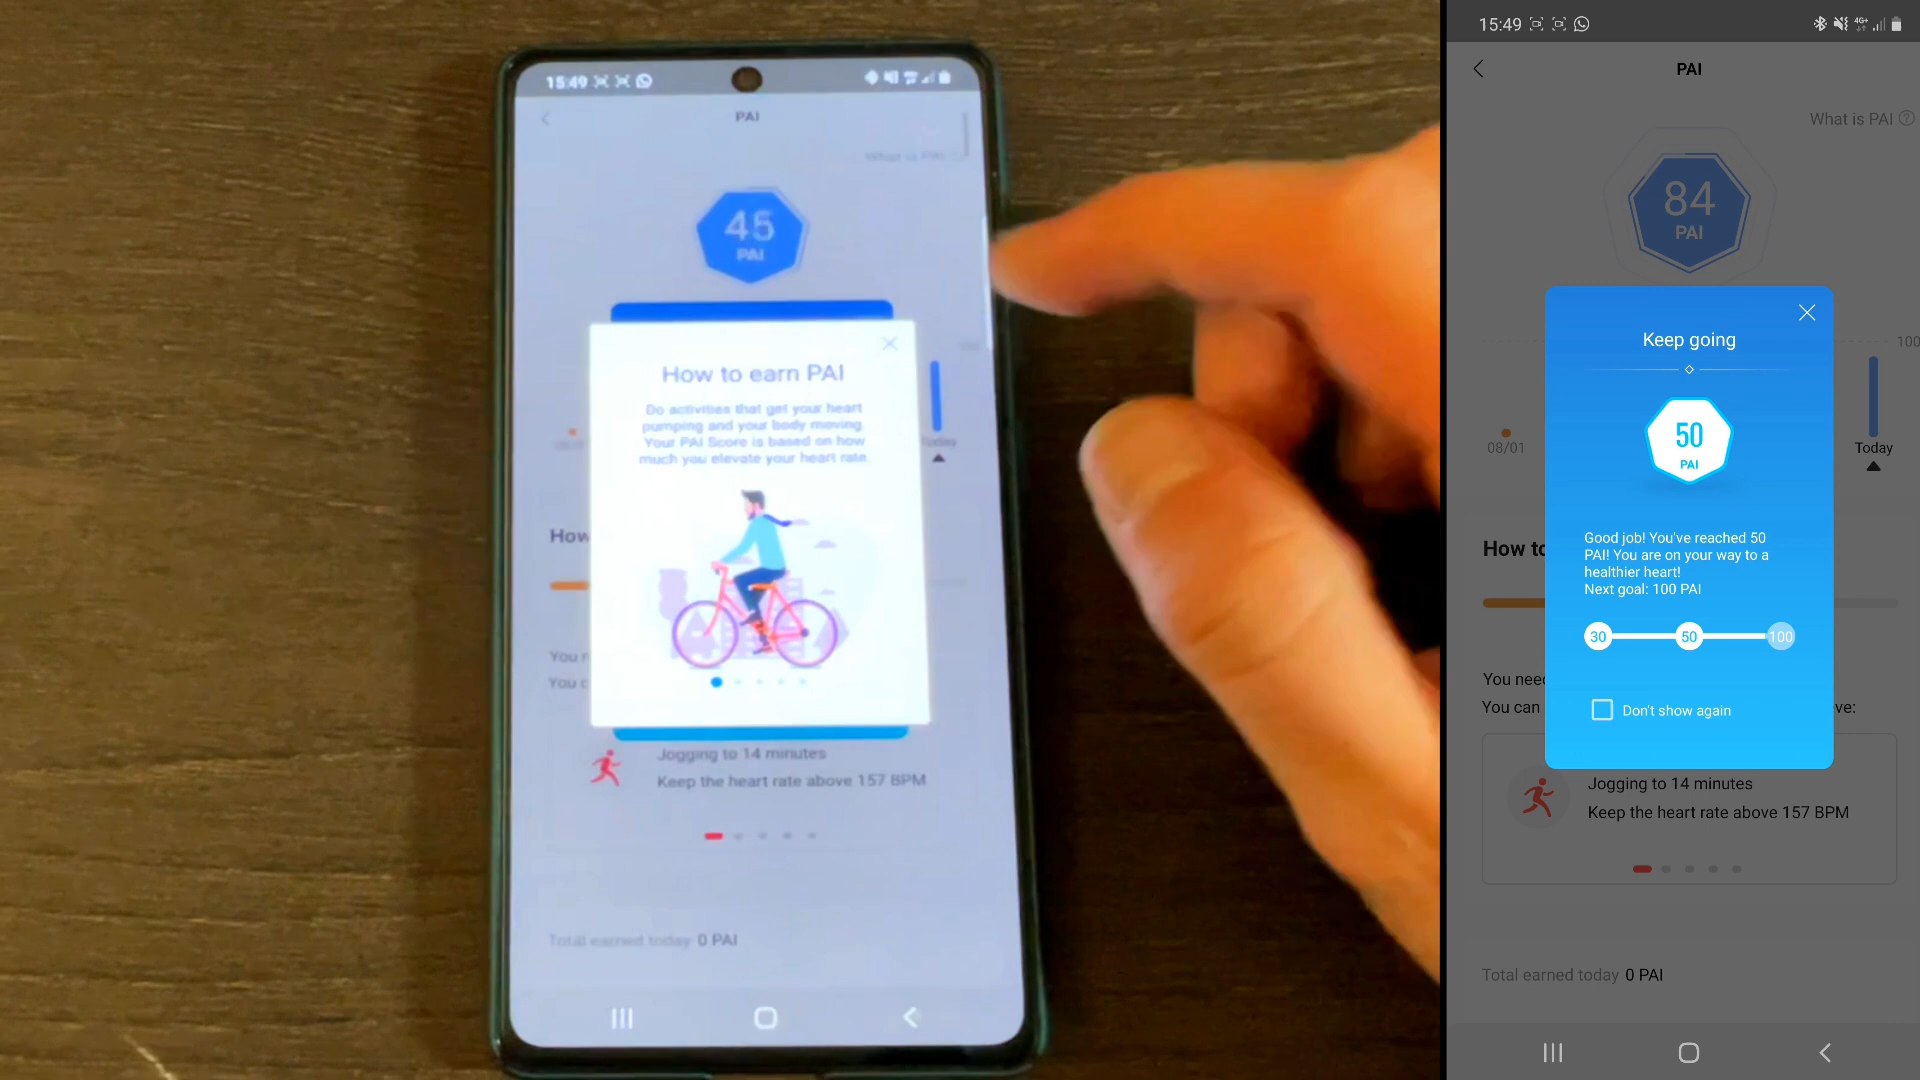 15:49
PAI
What is PAI
45
PAI
How to earn PAI
Do activities that get your heart
pumping and your body moving.
Your PAI Score is based on how
much you elevate your heart rate.
Today
How
You
You c
Jogging to 14 minutes
Keep the heart rate above 157 BPM
Total earned today 0 PAI
15:49
4G+
PAI
What is PAI ?
84
PAI
100
08/01
Today
Keep going
50
PAI
Good job! You've reached 50
PAI! You are on your way to a
healthier heart!
Next goal: 100 PAI
30 50 100
Don't show again
How to
You need
You can ve:
Jogging to 14 minutes
Keep the heart rate above 157 BPM
Total earned today 0 PAI